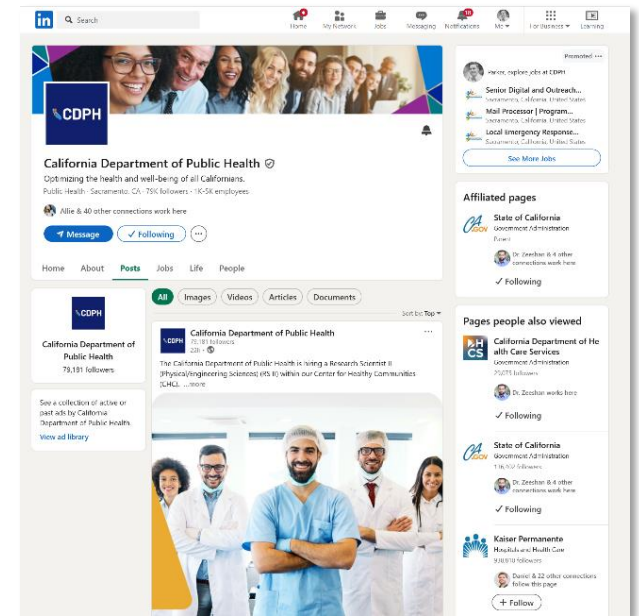 in
Search
Home
My Network
Jobs
Messaging
Notifications
Me
For Business
Learning
CDPH
California Department of Public Health
Optimizing the health and well-being of all Californians.
Public Health · Sacramento, CA · 79K followers · 1K-5K employees
Allie & 40 other connections work here
Message
Following
Home About Posts Jobs Life People
CDPH
California Department of
Public Health
79,181 followers
See a collection of active or
past ads by California
Department of Public Health.
View ad library
All Images Videos Articles Documents
Sort by: Top
CDPH
California Department of Public Health
79,181 followers
The California Department of Public Health is hiring a Research Scientist II
(Physical/Engineering Sciences) (RS II) within our Center for Healthy Communities
(CHC). ...more
Promoted
explore jobs at CDPH
Senior Digital and Outreach...
Sacramento, California, United States
Mail Processor | Program...
Sacramento, California, United States
Local Emergency Response...
Sacramento, California, United States
See More Jobs
Affiliated pages
CA
.GOV
State of California
Government Administration
Parent
Dr. Zeeshan & 4 other
connections work here
Following
Pages people also viewed
HCS
California Department of He
alth Care Services
Government Administration
followers
Dr. Zeeshan works here
Following
CA
.GOV
State of California
Government Administration
followers
Dr. Zeeshan & 4 other
connections work here
Following
Kaiser Permanente
Hospitals and Health Care
followers
Daniel & 22 other connections
follow this page
+ Follow